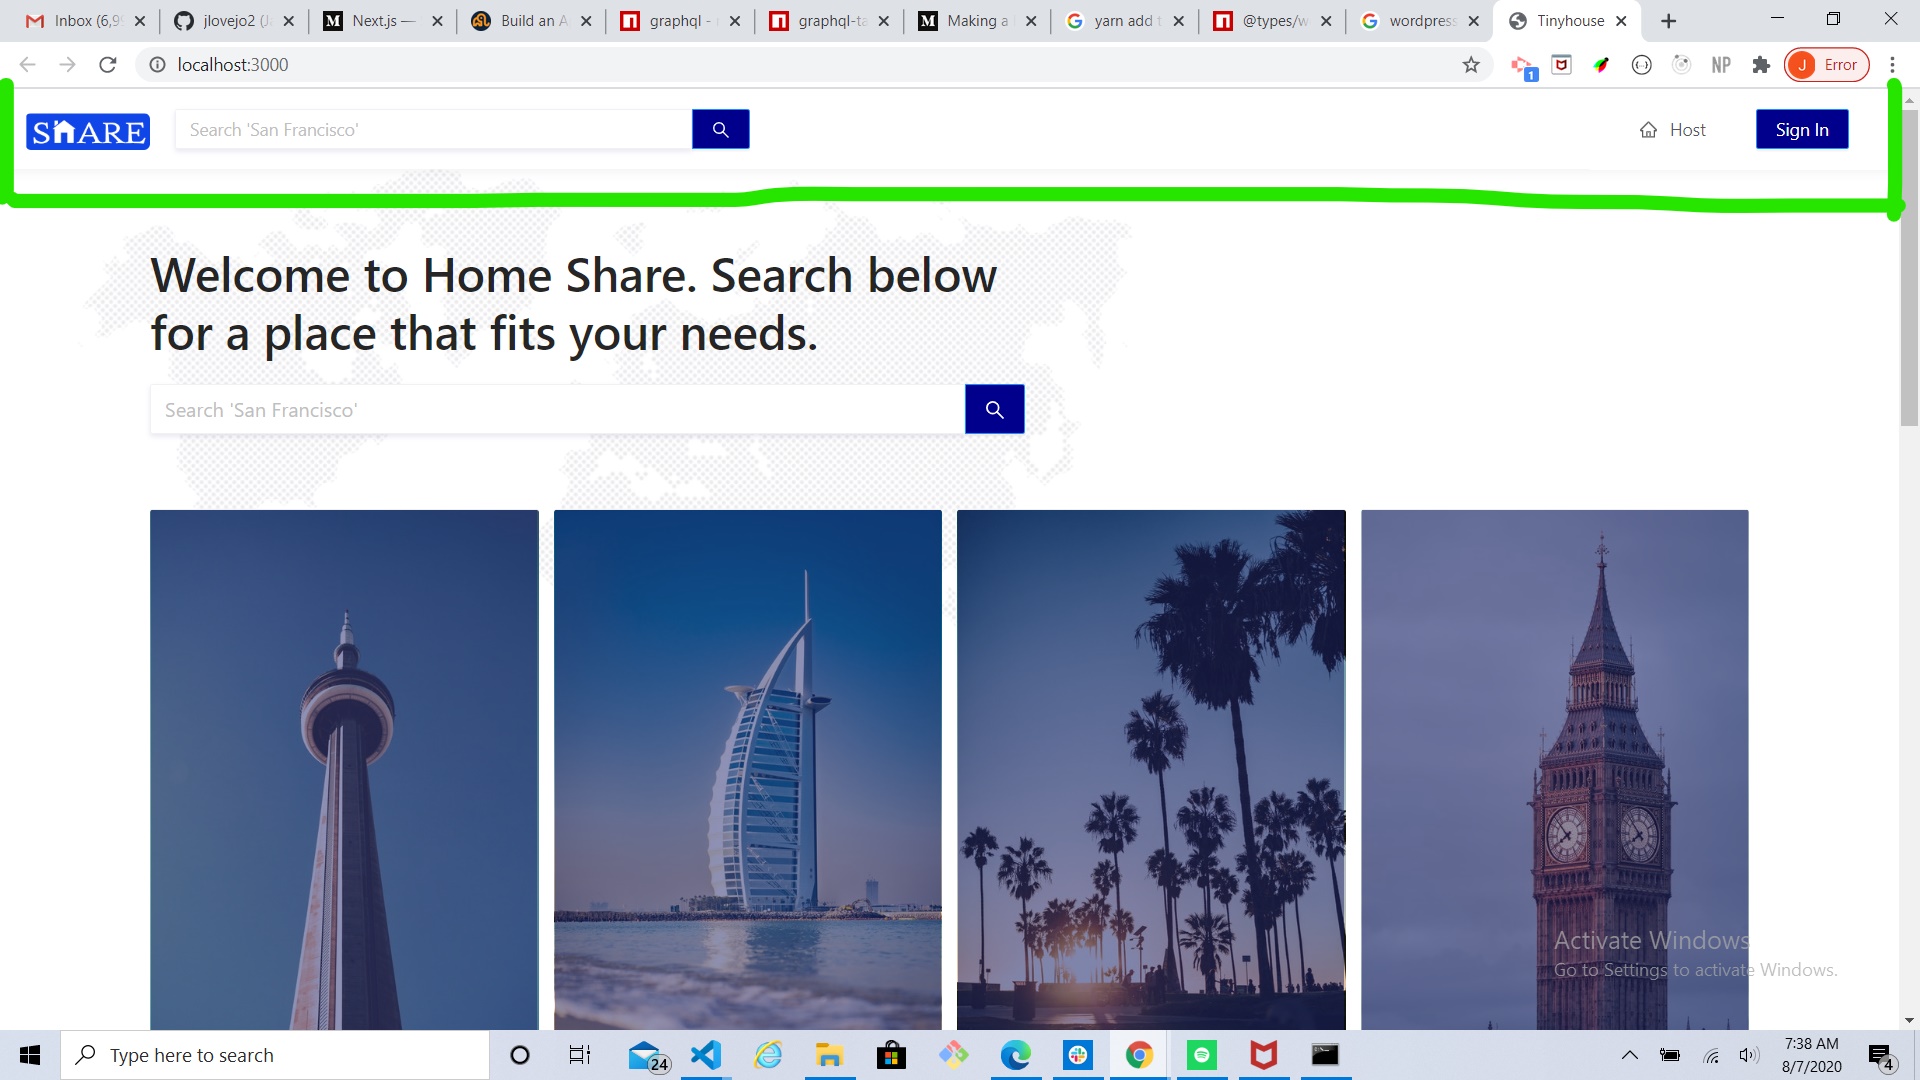 Inbox (6,99
jlovejo2 (Ja
Next.js —
Build an A
graphql -
graphql-ta
Making a
yarn add t
@types/w
wordpress
Tinyhouse
localhost:3000
1
NP
J
Error
SHARE
Search 'San Francisco'
Host
Sign In
Welcome to Home Share. Search below
for a place that fits your needs.
Search 'San Francisco'
Activate Windows
Go to Settings to activate Windows.
Type here to search
24
7:38 AM
8/7/2020
4